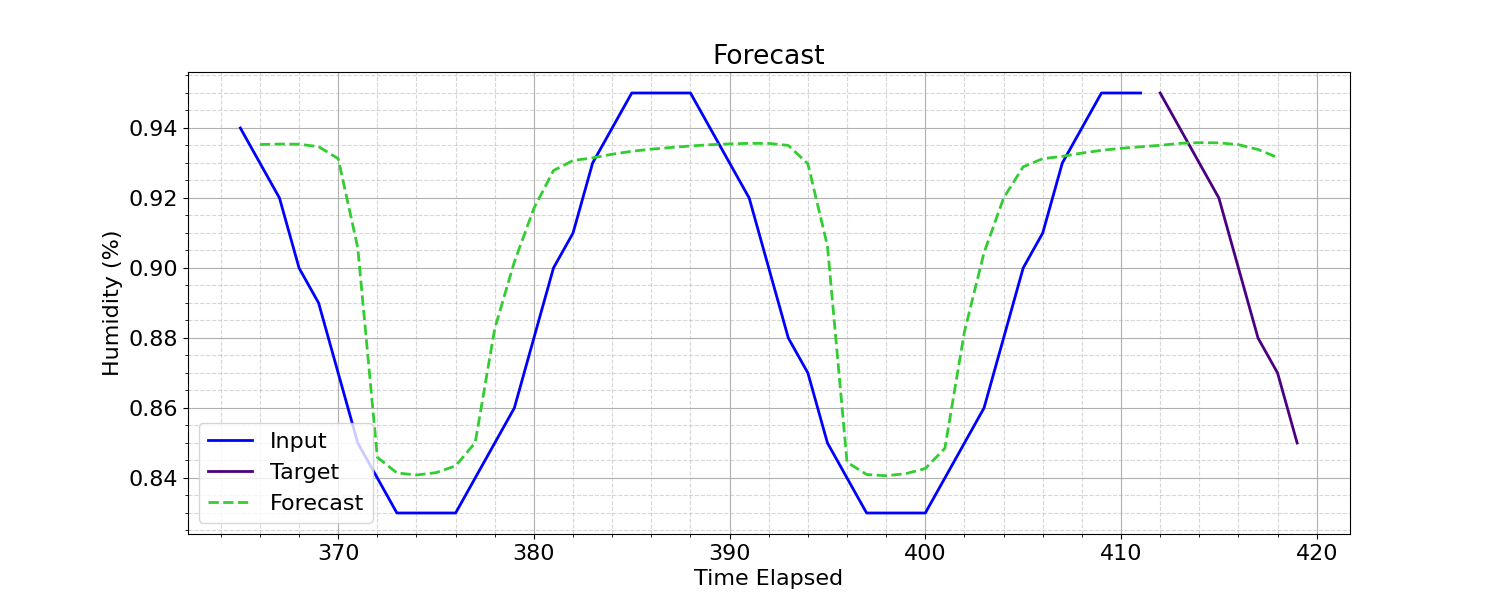 Forecast
Humidity (%)
0.94
0.92
0.90
0.88
0.86
0.84
Input
Target
Forecast
370 380 390 400 410 420
Time Elapsed